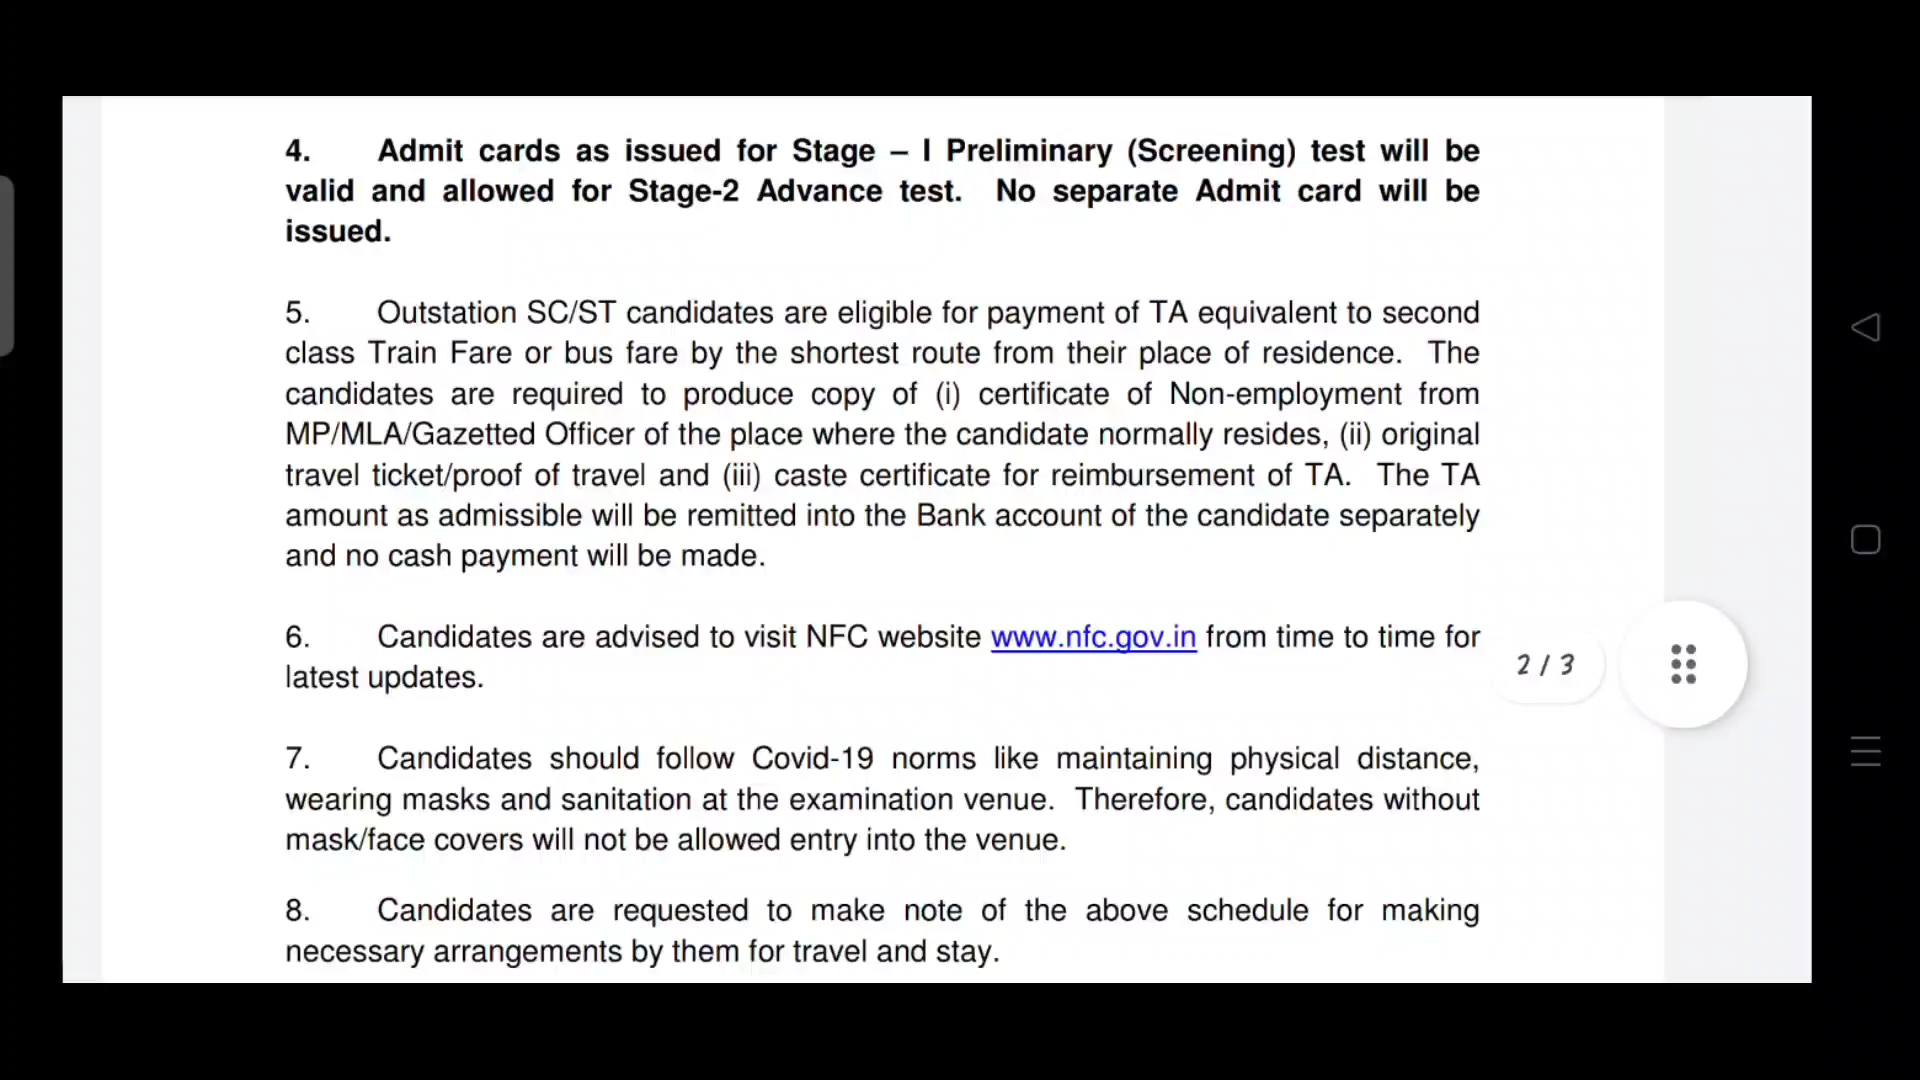 4. Admit cards as issued for Stage – I Preliminary (Screening) test will be
valid and allowed for Stage-2 Advance test. No separate Admit card will be
issued.
5. Outstation SC/ST candidates are eligible for payment of TA equivalent to second
class Train Fare or bus fare by the shortest route from their place of residence. The
candidates are required to produce copy of (i) certificate of Non-employment from
MP/MLA/Gazetted Officer of the place where the candidate normally resides, (ii) original
travel ticket/proof of travel and (iii) caste certificate for reimbursement of TA. The TA
amount as admissible will be remitted into the Bank account of the candidate separately
and no cash payment will be made.
6. Candidates are advised to visit NFC website www.nfc.gov.in from time to time for
latest updates.
2 / 3
7. Candidates should follow Covid-19 norms like maintaining physical distance,
wearing masks and sanitation at the examination venue. Therefore, candidates without
mask/face covers will not be allowed entry into the venue.
8. Candidates are requested to make note of the above schedule for making
necessary arrangements by them for travel and stay.